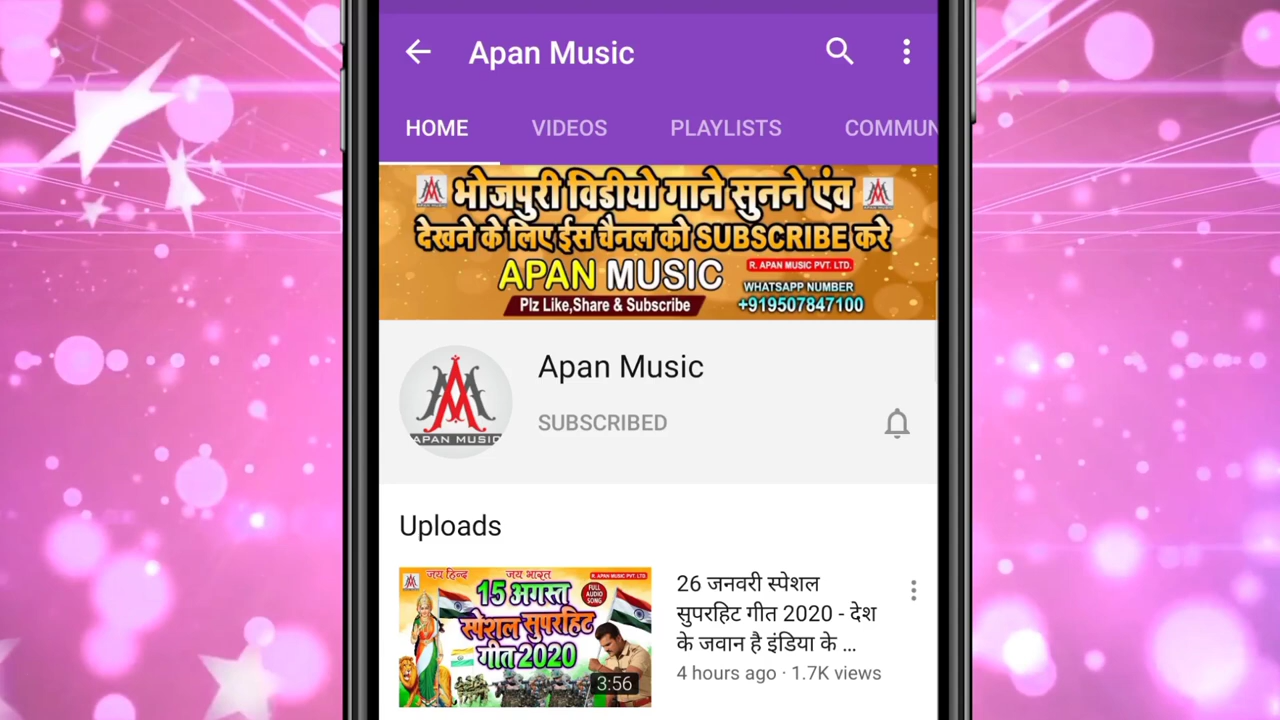 Apan Music
HOME VIDEOS PLAYLISTS COMMUN
भोजपुरी विडीयो गाने सुनने एंव
देखने के लिए ईस चैनल को SUBSCRIBE करे
APAN MUSIC
R. APAN MUSIC PVT. LTD.
WHATSAPP NUMBER
+919507847100
Plz Like,Share & Subscribe
Apan Music
SUBSCRIBED
APAN MUSIC
Uploads
जय हिन्द जय भारत
R. APAN MUSIC PVT. LTD
15 अगस्त
FULL
AUDIO
SONG
स्पेशल सुपरहिट
गीत 2020
3:56
26 जनवरी स्पेशल
सुपरहिट गीत 2020 - देश
के जवान है इंडिया के ...
4 hours ago · 1.7K views